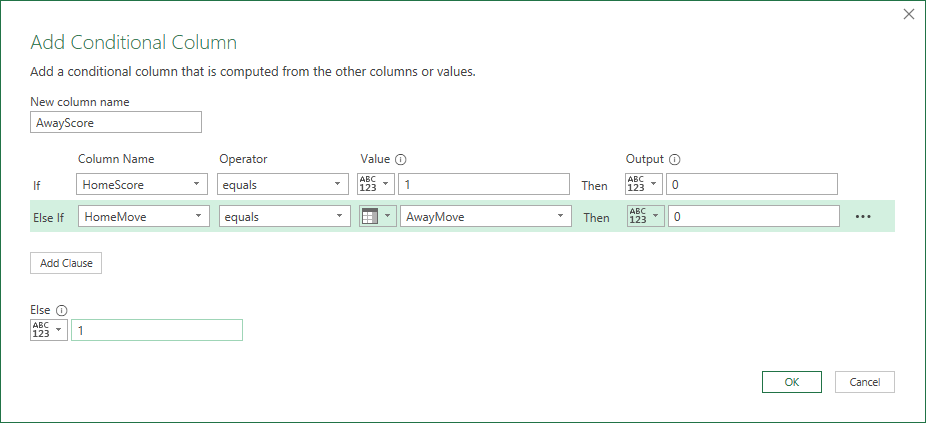 Add Conditional Column
Add a conditional column that is computed from the other columns or values.
New column name
AwayScore
Column Name Operator Value Output
If HomeScore equals ABC 123 1 Then ABC 123 0
Else If HomeMove equals AwayMove Then ABC 123 0 ...
Add Clause
Else
ABC 123 1
OK Cancel